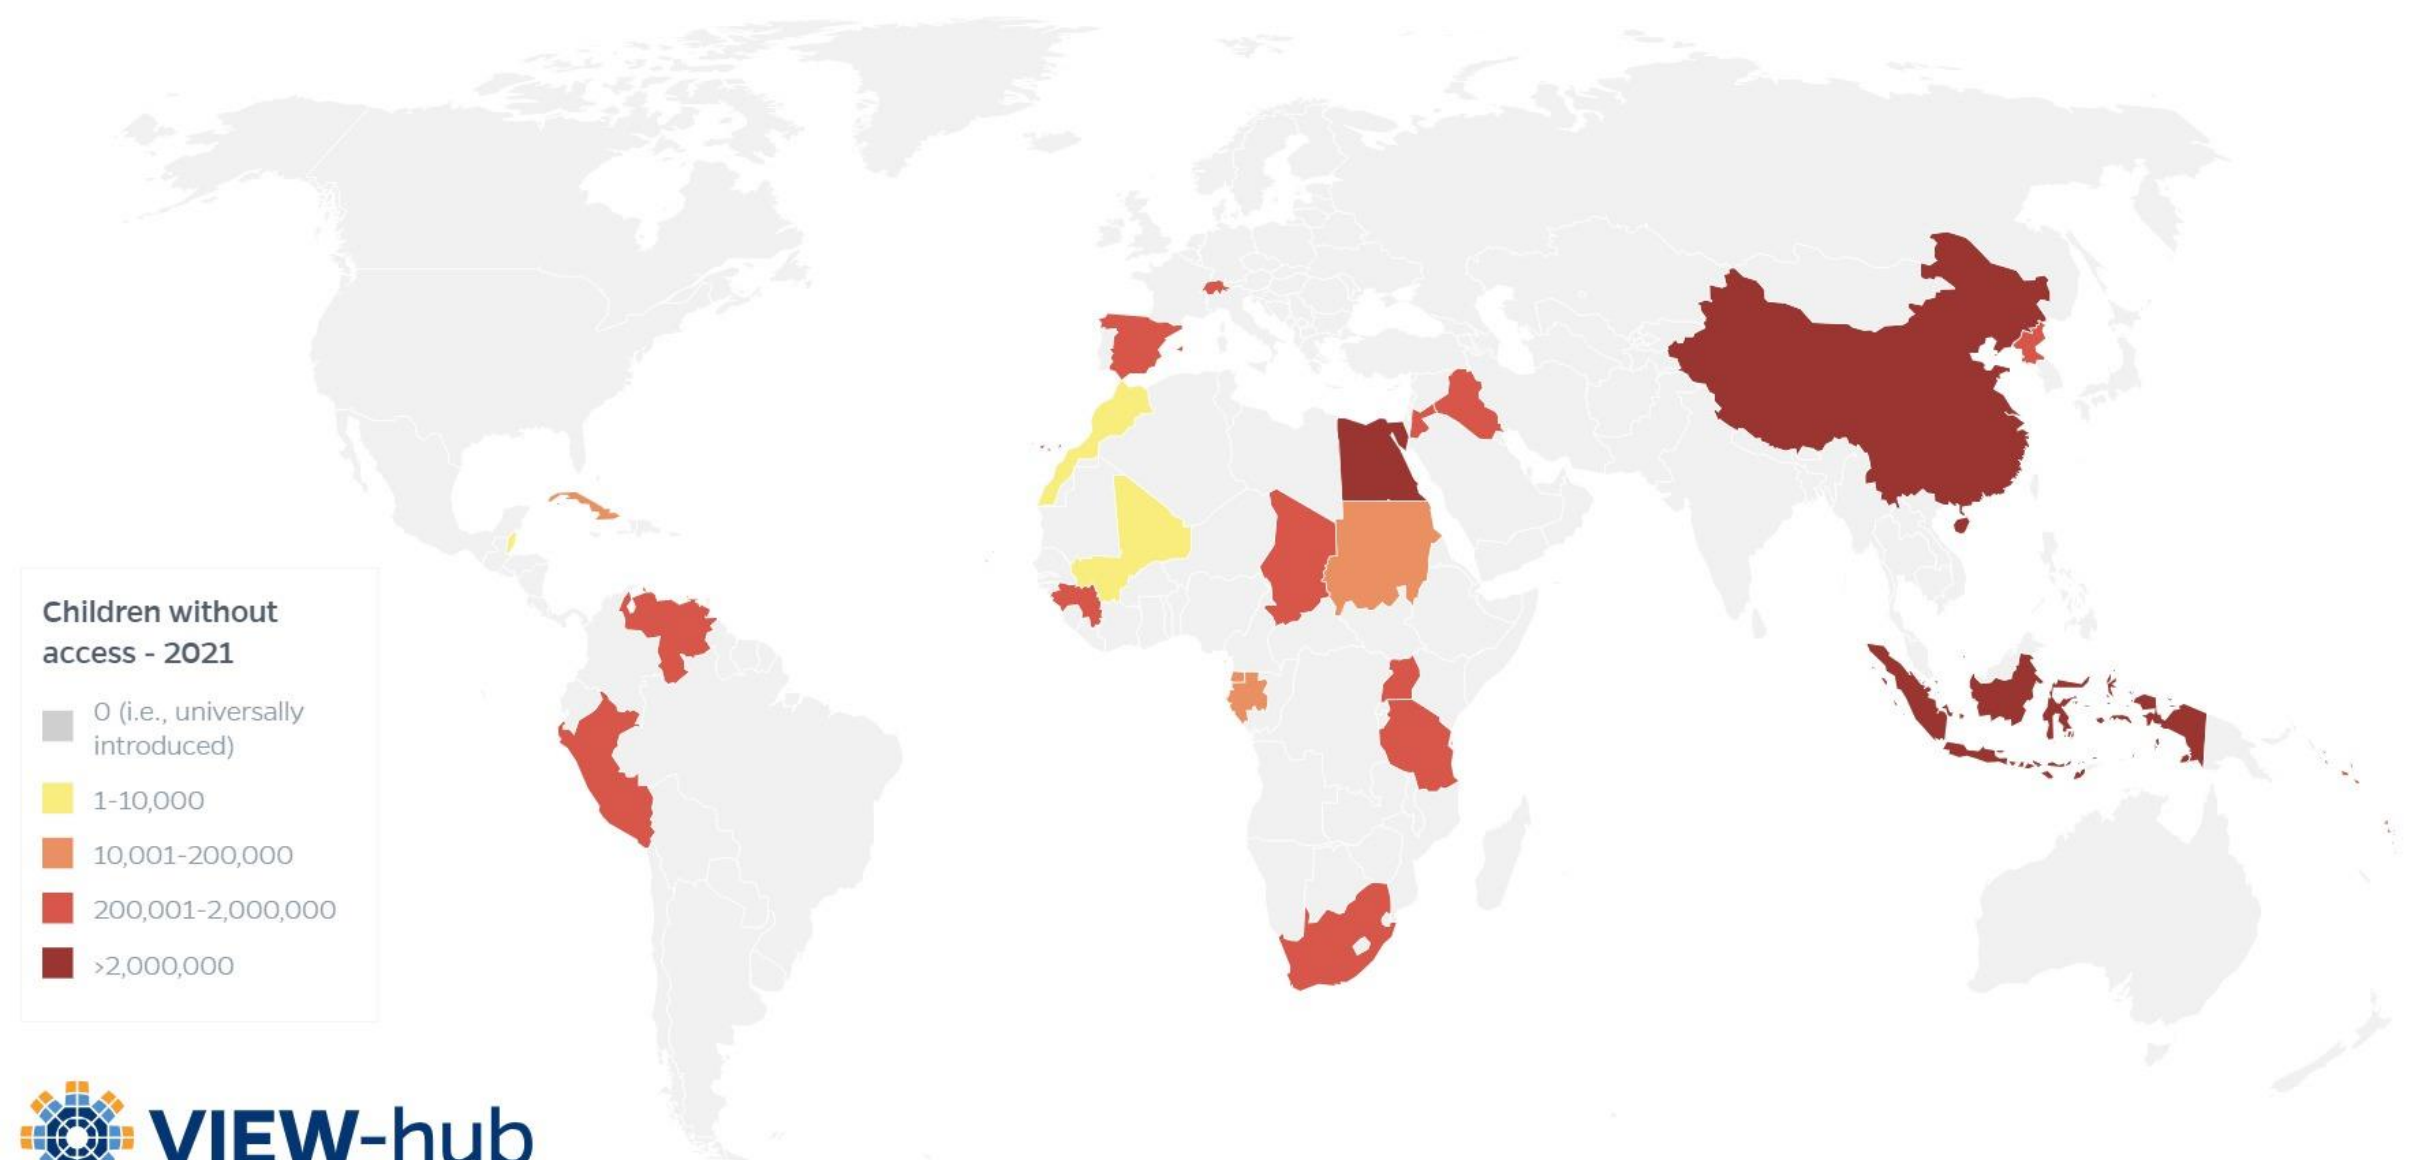 Children without
access - 2021
0 (i.e., universally
introduced)
1-10,000
10,001-200,000
200,001-2,000,000
>2,000,000
VIEW-hub